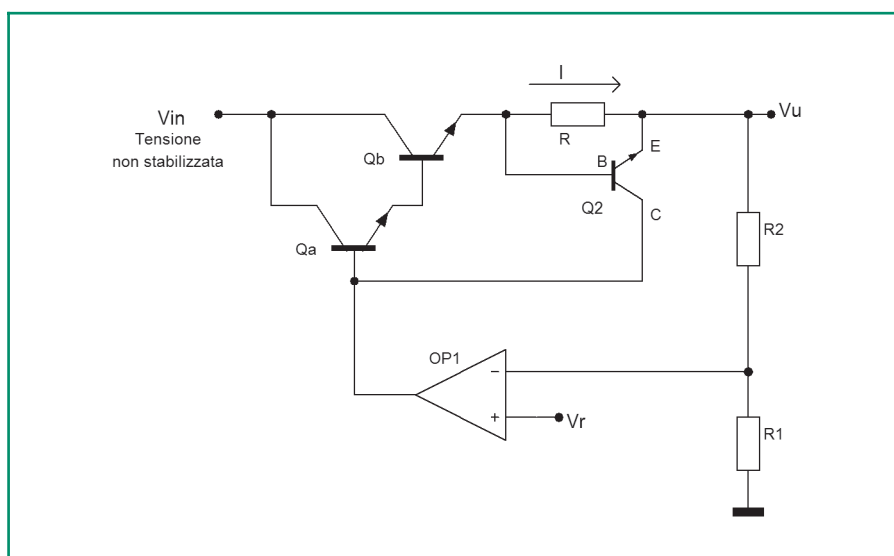 I
Vin
Tensione
non stabilizzata
Vu
R
E
B
Qb
Q2
C
Qa
R2
OP1
−
+
Vr
R1